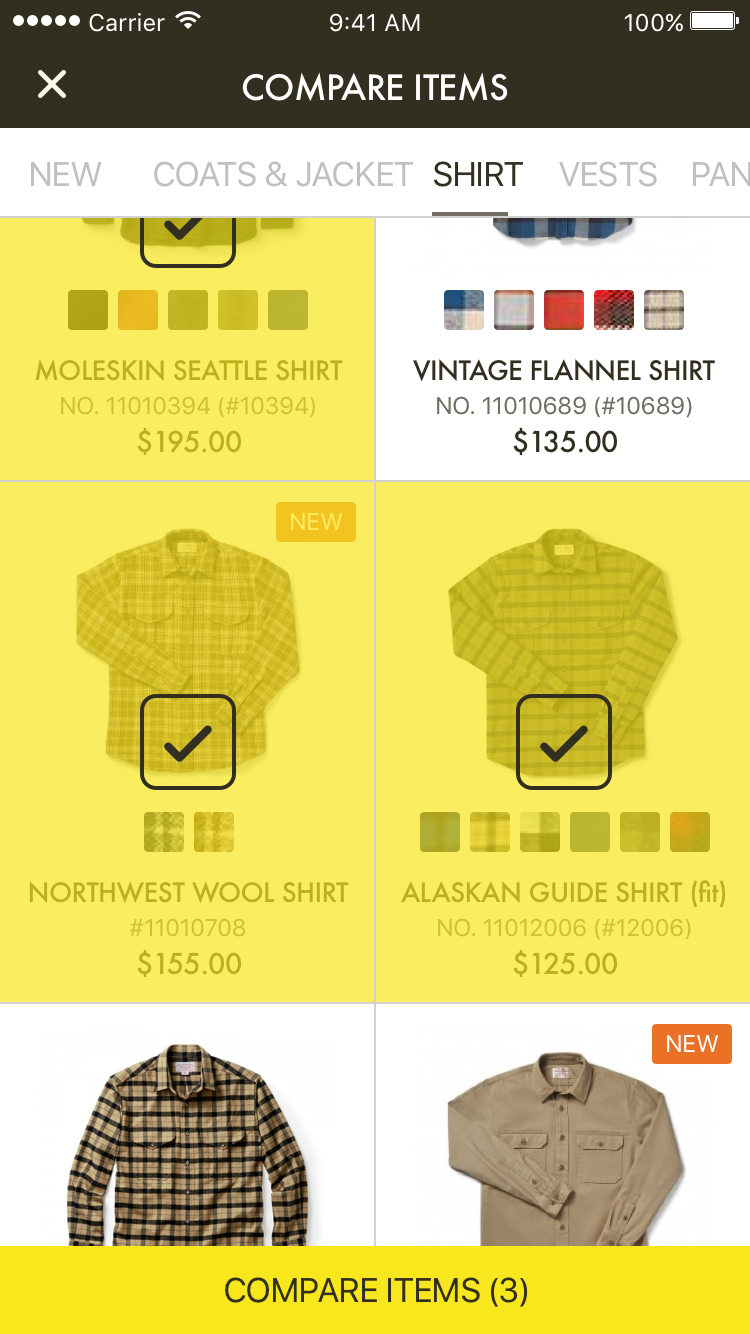 Carrier 9:41 AM 100%
COMPARE ITEMS
NEW COATS & JACKET SHIRT VESTS PAN
MOLESKIN SEATTLE SHIRT
NO. 11010394 (#10394)
$195.00
VINTAGE FLANNEL SHIRT
NO. 11010689 (#10689)
$135.00
NEW
NORTHWEST WOOL SHIRT
#11010708
$155.00
ALASKAN GUIDE SHIRT (fit)
NO. 11012006 (#12006)
$125.00
NEW
COMPARE ITEMS (3)